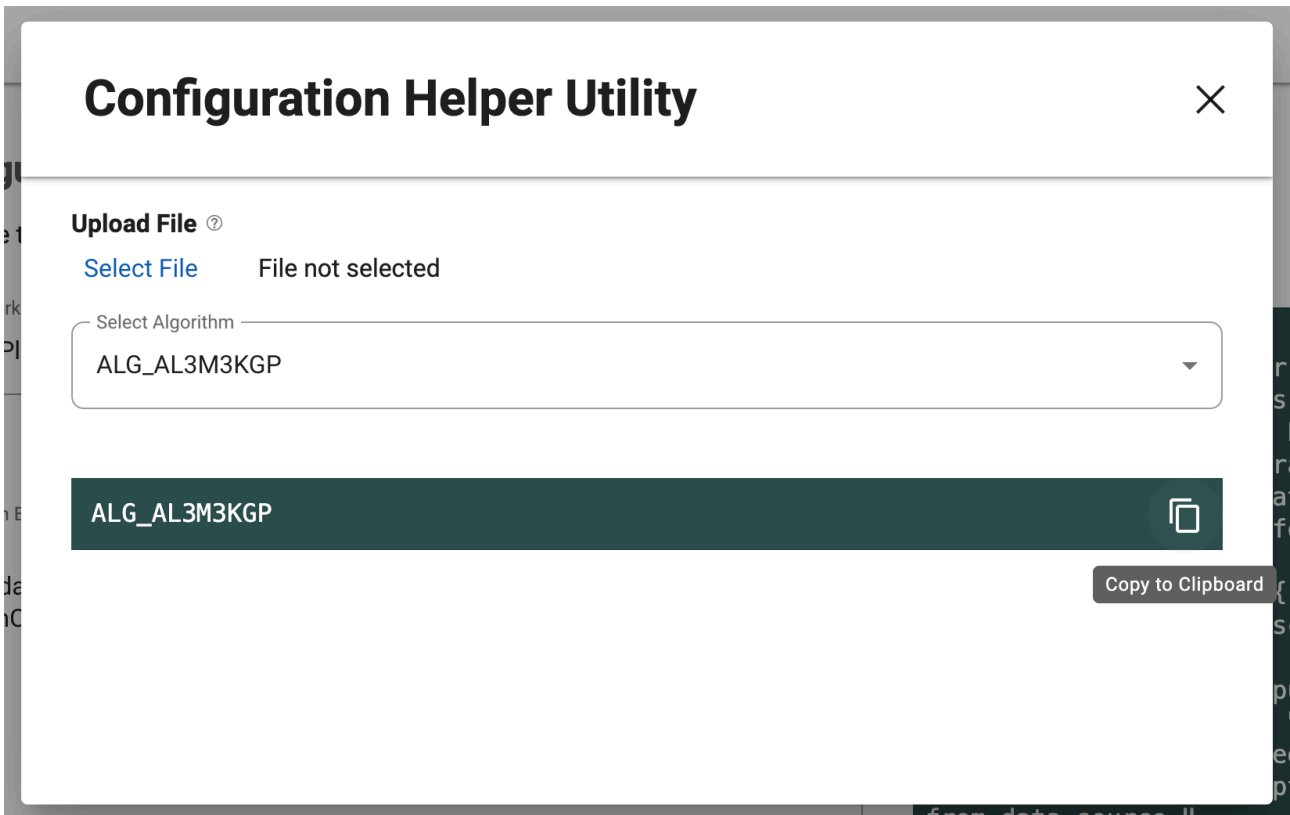 Configuration Helper Utility
Upload File
Select File File not selected
Select Algorithm
ALG_AL3M3KGP
ALG_AL3M3KGP
Copy to Clipboard